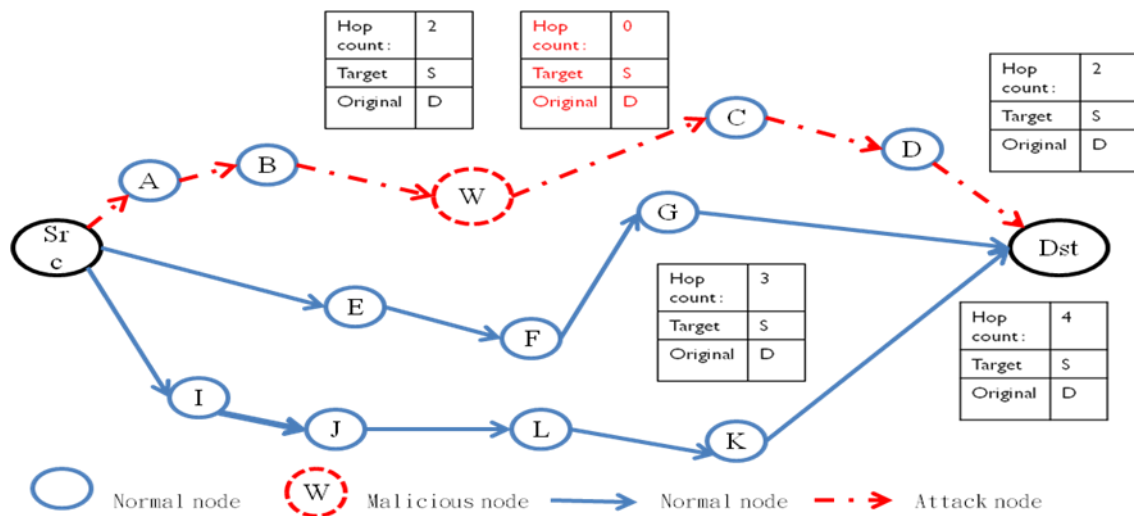 Hop count: 2
Target S
Original D
Hop count: 0
Target S
Original D
Hop count: 2
Target S
Original D
A
B
W
C
D
Sr
c
E
F
G
Dst
Hop count: 3
Target S
Original D
Hop count: 4
Target S
Original D
I
J
L
K
Normal node
W
Malicious node
Normal node
Attack node